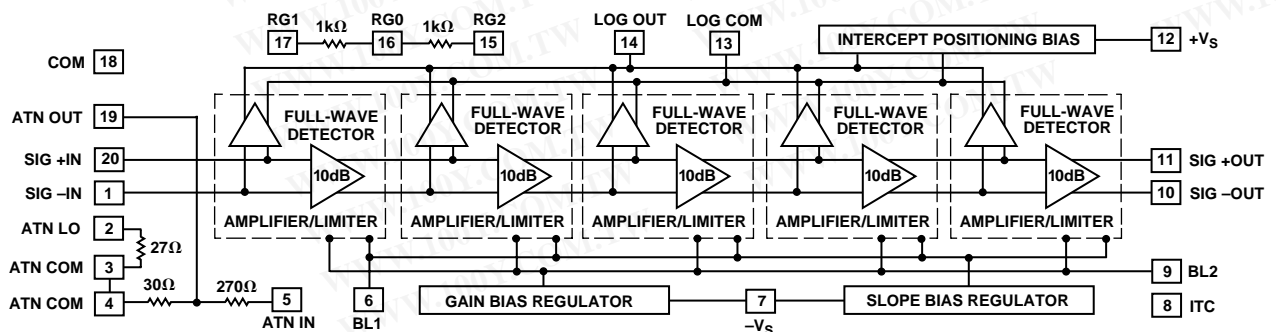 RG1 1kΩ RG0 1kΩ RG2 LOG OUT LOG COM
17 16 15 14 13 INTERCEPT POSITIONING BIAS 12 +VS
COM 18
ATN OUT 19
FULL-WAVE DETECTOR
FULL-WAVE DETECTOR
FULL-WAVE DETECTOR
FULL-WAVE DETECTOR
FULL-WAVE DETECTOR
SIG +IN 20
11 SIG +OUT
10dB 10dB 10dB 10dB 10dB
SIG –IN 1
10 SIG –OUT
AMPLIFIER/LIMITER AMPLIFIER/LIMITER AMPLIFIER/LIMITER AMPLIFIER/LIMITER AMPLIFIER/LIMITER
ATN LO 2
27Ω
ATN COM 3
9 BL2
30Ω 270Ω
ATN COM 4
5
ATN IN
6
BL1
GAIN BIAS REGULATOR
7
–VS
SLOPE BIAS REGULATOR
8 ITC
WWW.100Y.COM.TW